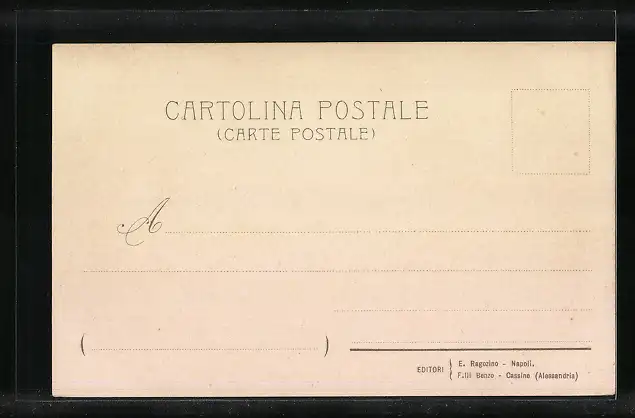 CARTOLINA POSTALE
(CARTE POSTALE)
A
( )
EDITORI { E. Ragozino - Napoli.
F.lli Benzo - Cassine (Alessandria)